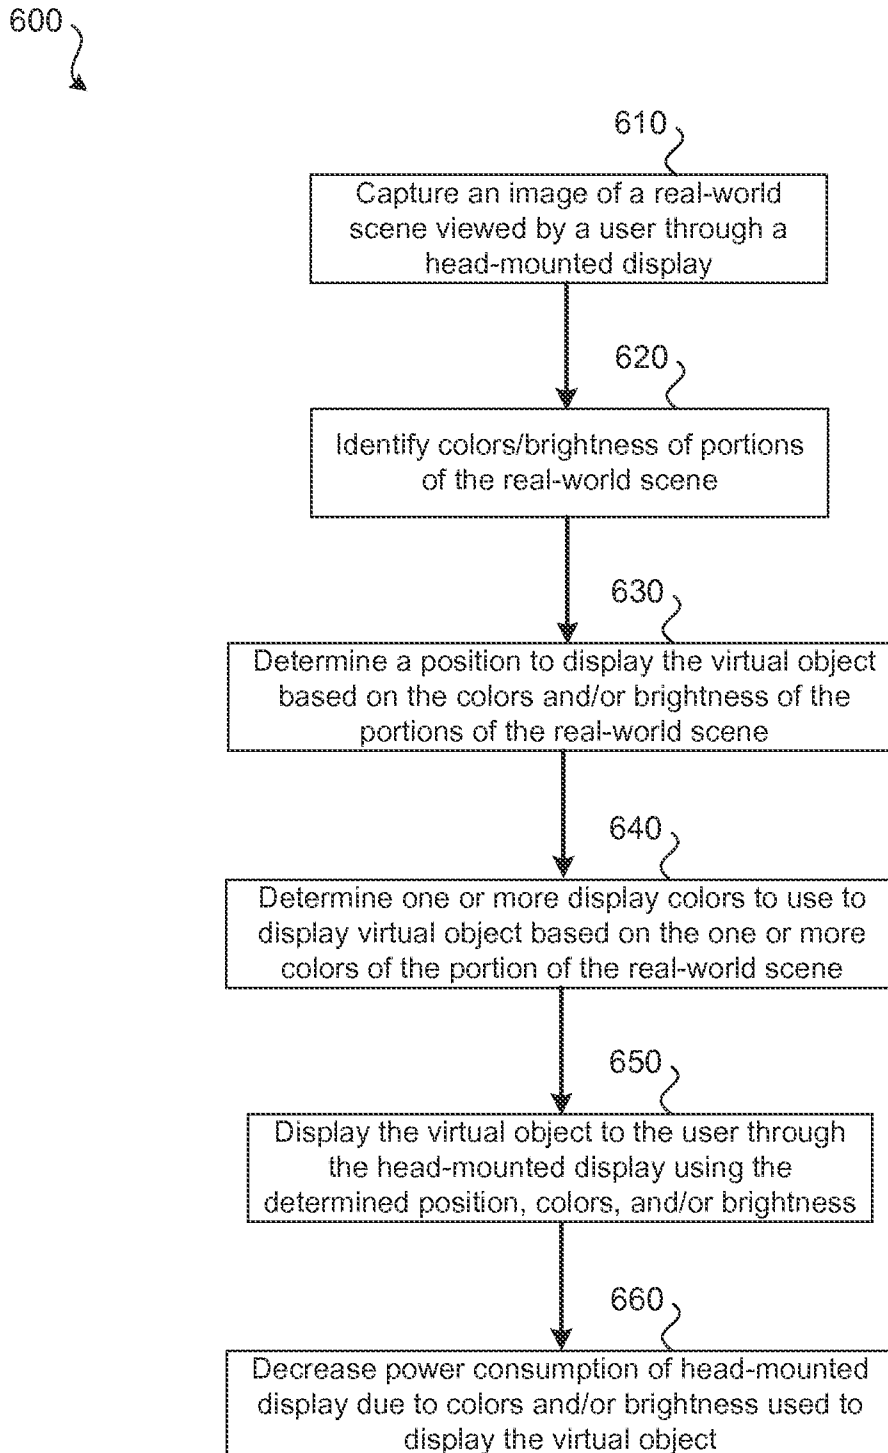 600
610
Capture an image of a real-world
scene viewed by a user through a
head-mounted display
620
Identify colors/brightness of portions
of the real-world scene
630
Determine a position to display the virtual object
based on the colors and/or brightness of the
portions of the real-world scene
640
Determine one or more display colors to use to
display virtual object based on the one or more
colors of the portion of the real-world scene
650
Display the virtual object to the user through
the head-mounted display using the
determined position, colors, and/or brightness
660
Decrease power consumption of head-mounted
display due to colors and/or brightness used to
display the virtual object